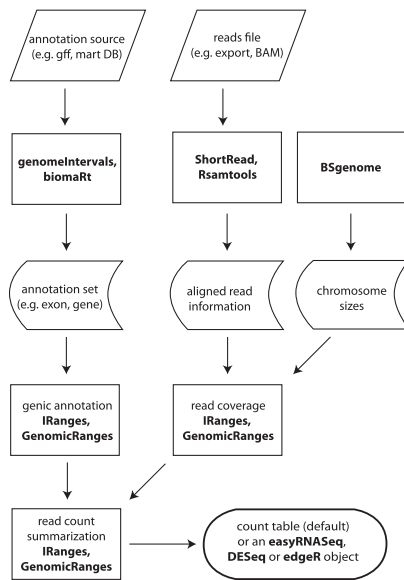 annotation source
(e.g. gff, mart DB)
reads file
(e.g. export, BAM)
genomeIntervals,
biomaRt
ShortRead,
Rsamtools
BSgenome
annotation set
(e.g. exon, gene)
aligned read
information
chromosome
sizes
genic annotation
IRanges,
GenomicRanges
read coverage
IRanges,
GenomicRanges
read count
summarization
IRanges,
GenomicRanges
count table (default)
or an easyRNASeq,
DESeq or edgeR object